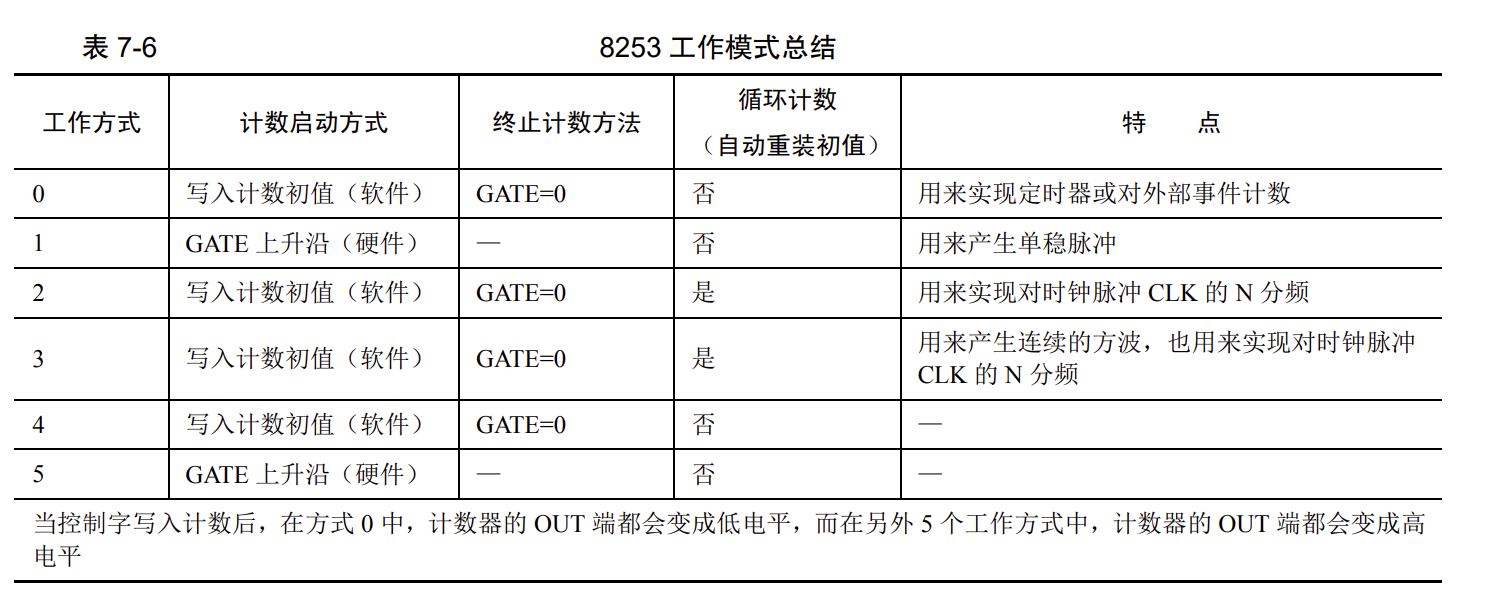 表 7-6 8253 工作模式总结
工作方式 计数启动方式 终止计数方法 循环计数（自动重装初值） 特 点
0 写入计数初值（软件） GATE=0 否 用来实现定时器或对外部事件计数
1 GATE 上升沿（硬件） — 否 用来产生单稳脉冲
2 写入计数初值（软件） GATE=0 是 用来实现对时钟脉冲 CLK 的 N 分频
3 写入计数初值（软件） GATE=0 是 用来产生连续的方波，也用来实现对时钟脉冲
CLK 的 N 分频
4 写入计数初值（软件） GATE=0 否 —
5 GATE 上升沿（硬件） — 否 —
当控制字写入计数后，在方式 0 中，计数器的 OUT 端都会变成低电平，而在另外 5 个工作方式中，计数器的 OUT 端都会变成高
电平